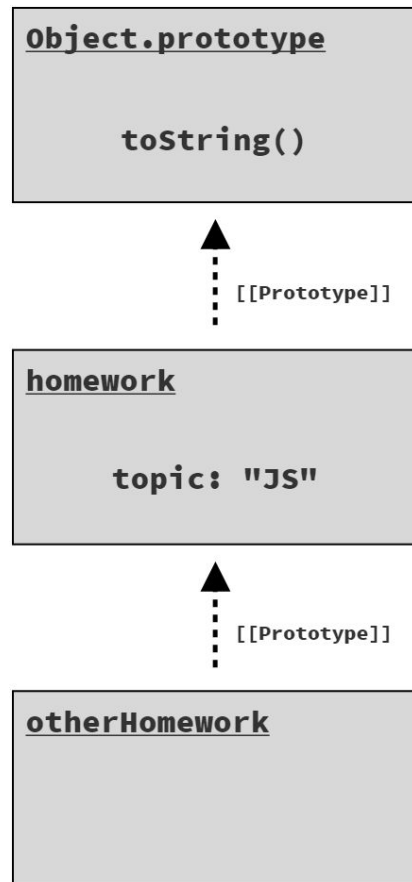 Object.prototype
toString()
[[Prototype]]
homework
topic: "JS"
[[Prototype]]
otherHomework